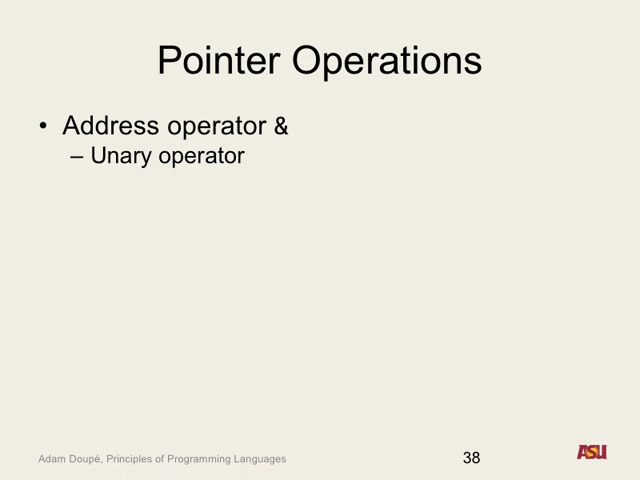 Pointer Operations
• Address operator &
– Unary operator
Adam Doupé, Principles of Programming Languages
38
ASU